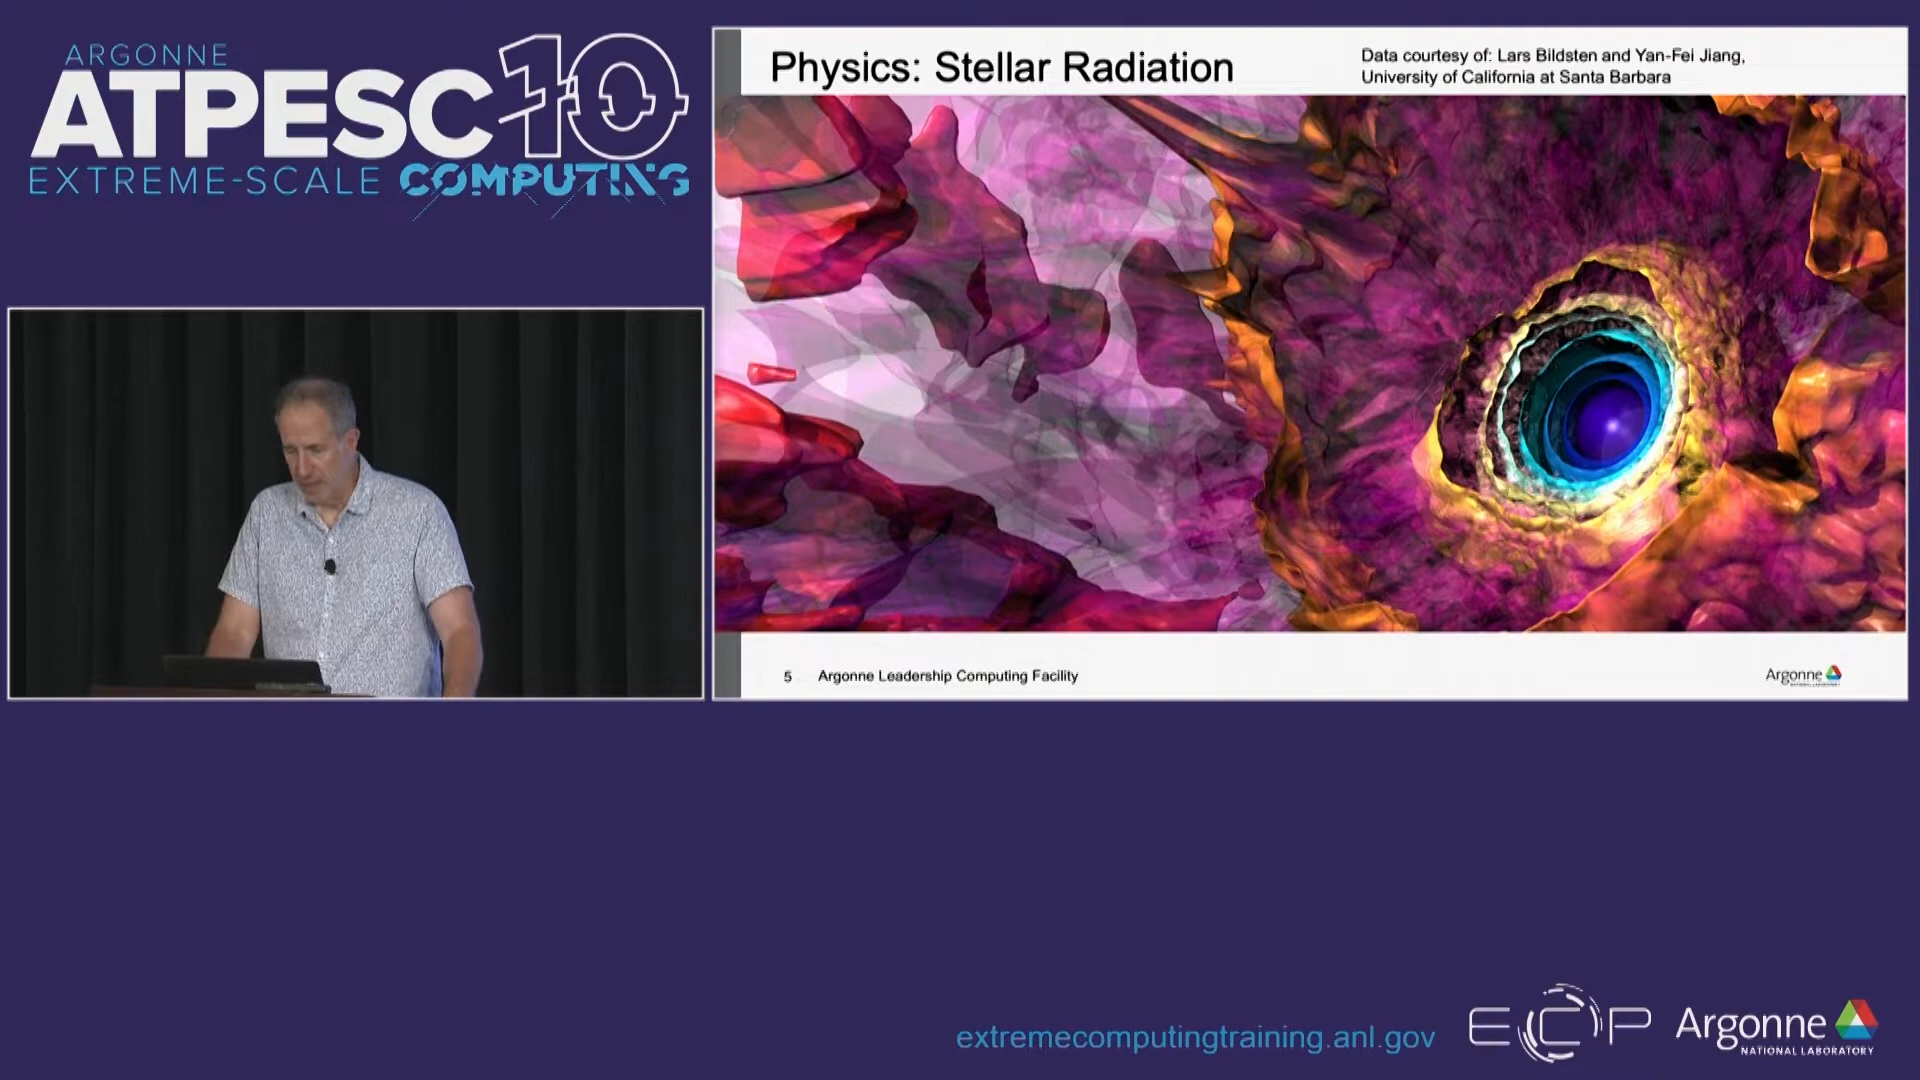 ARGONNE
ATPESC10
EXTREME-SCALE COMPUTING
Physics: Stellar Radiation
Data courtesy of: Lars Bildsten and Yan-Fei Jiang,
University of California at Santa Barbara
5 Argonne Leadership Computing Facility
Argonne
extremecomputingtraining.anl.gov
ECP
Argonne
NATIONAL LABORATORY